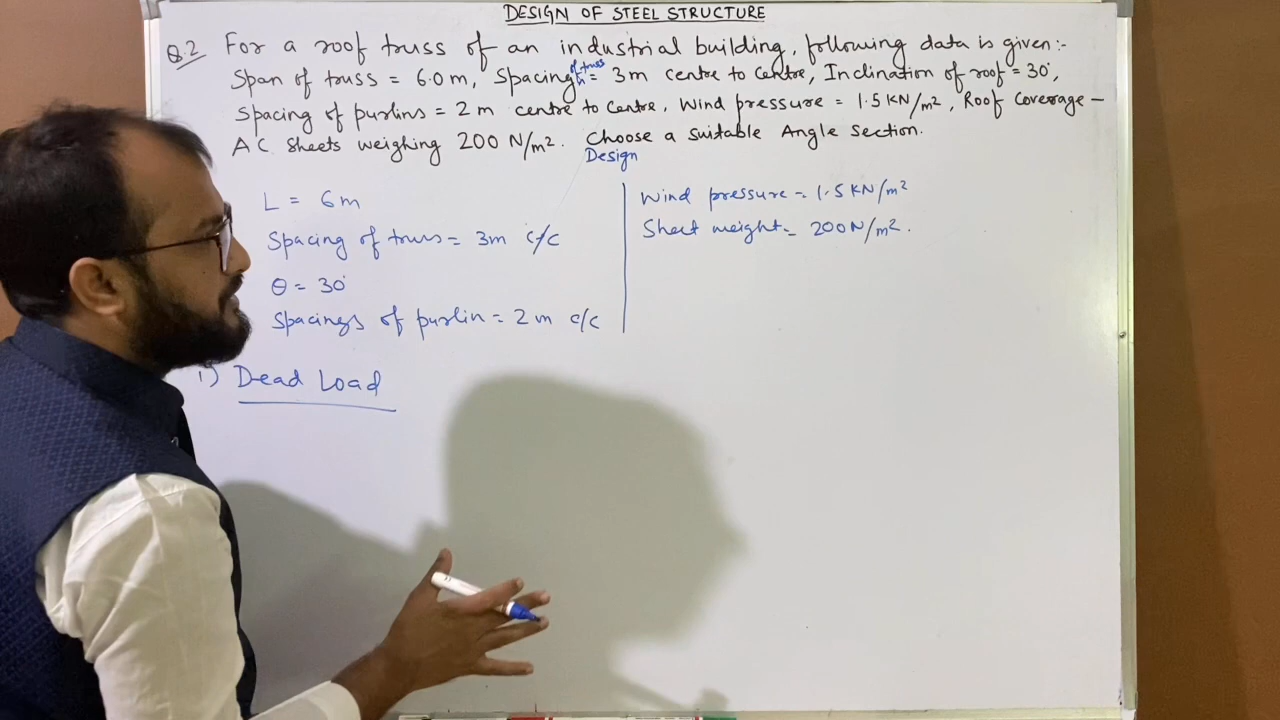 DESIGN OF STEEL STRUCTURE
Q.2 For a roof truss of an industrial building, following data is given:-
Span of truss = 6.0 m, Spacing of truss = 3m centre to centre, Inclination of roof = 30°,
Spacing of purlins = 2 m centre to centre, Wind pressure = 1.5 KN/m², Roof Coverage –
AC Sheets weighing 200 N/m². Choose a suitable Angle Section.
Design
L = 6m
Spacing of truss = 3m c/c
θ = 30°
Spacings of purlin = 2 m c/c
Wind pressure = 1.5 KN/m²
Sheet weight = 200 N/m².
1) Dead Load